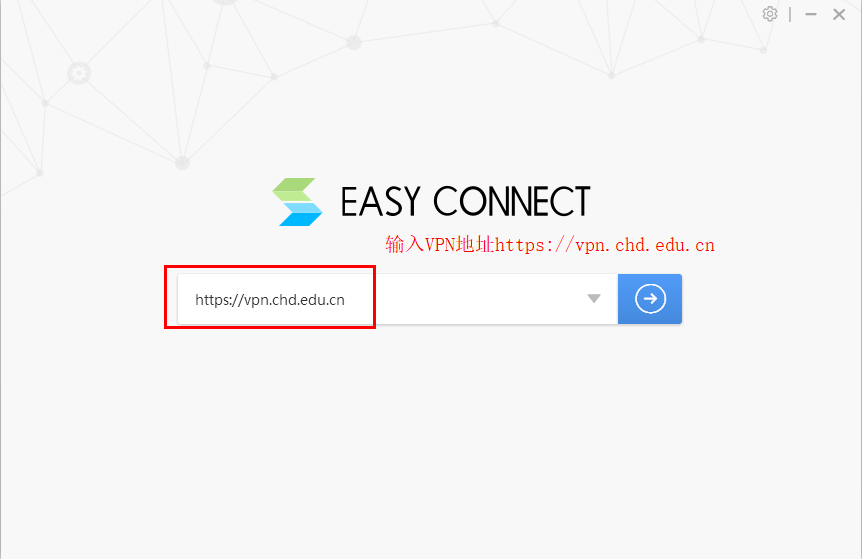 EASY CONNECT
输入VPN地址https://vpn.chd.edu.cn
https://vpn.chd.edu.cn